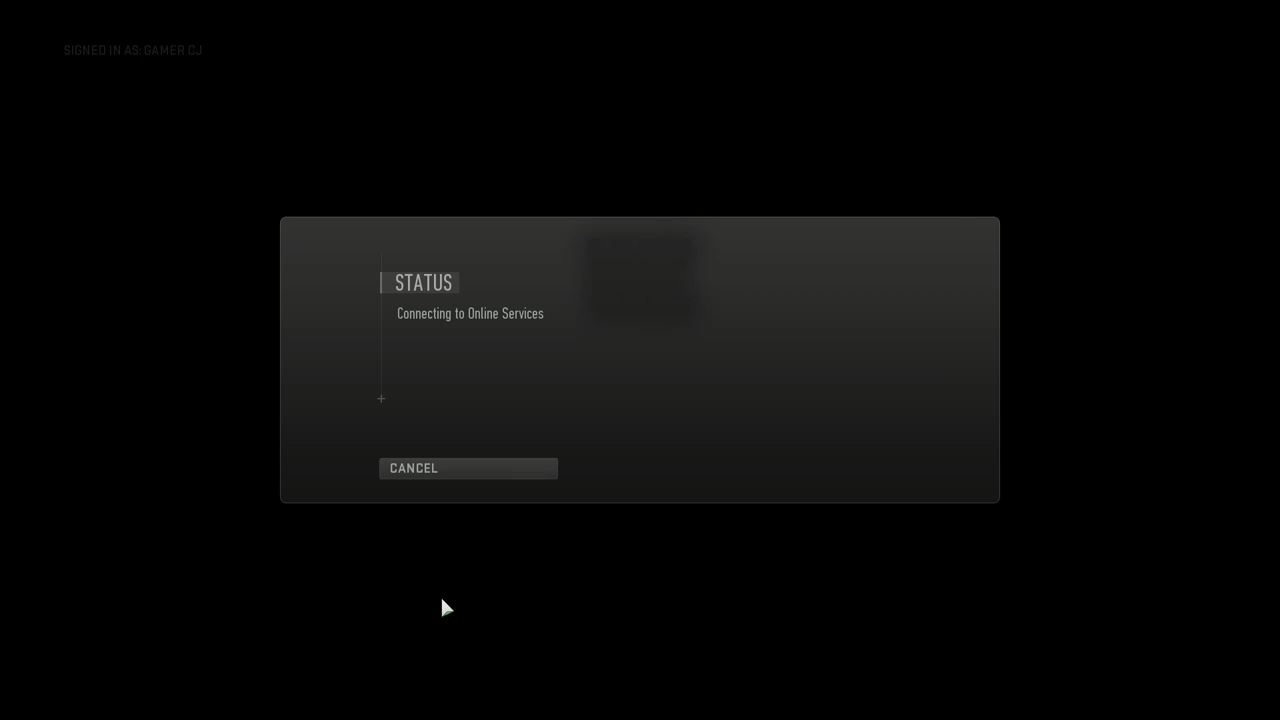 SIGNED IN AS: GAMER CJ
STATUS
Connecting to Online Services
CANCEL